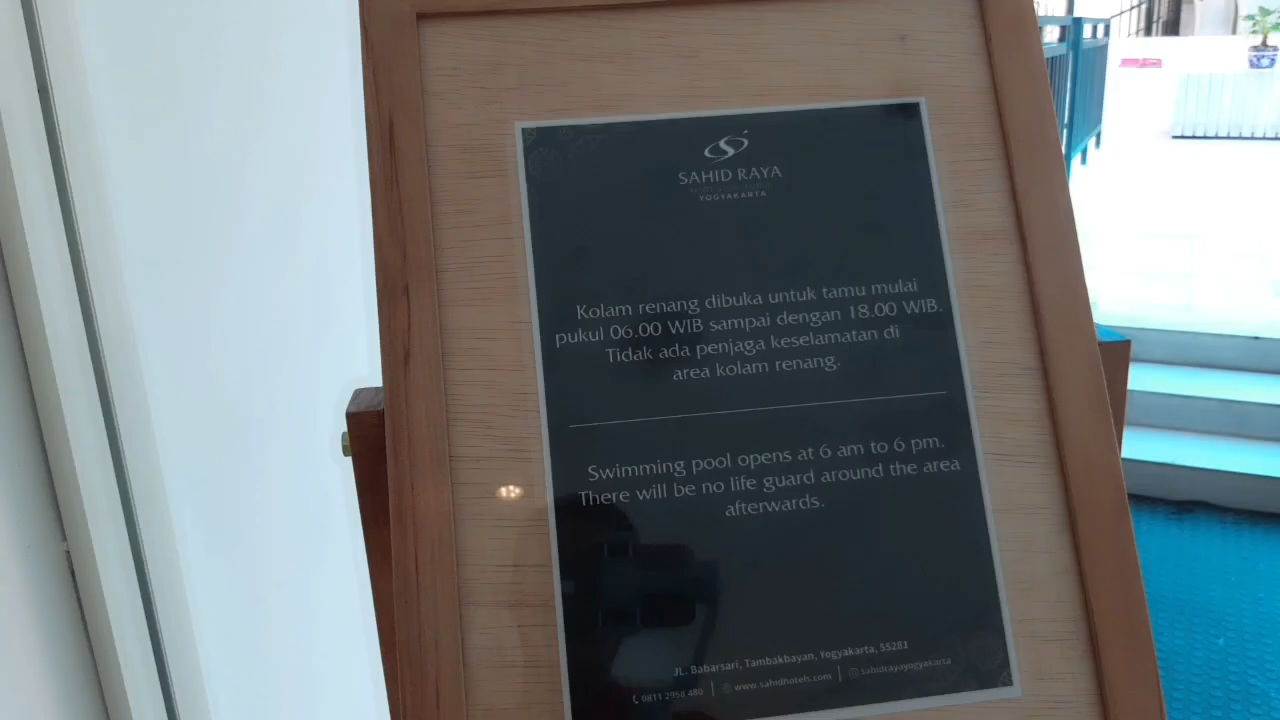 SAHID RAYA
YOGYAKARTA
Kolam renang dibuka untuk tamu mulai
pukul 06.00 WIB sampai dengan 18.00 WIB.
Tidak ada penjaga keselamatan di
area kolam renang.
Swimming pool opens at 6 am to 6 pm.
There will be no life guard around the area
afterwards.
JL. Babarsari, Tambakbayan, Yogyakarta, 55281
0811 2958 480 | www.sahidhotels.com | sahidrayayogyakarta